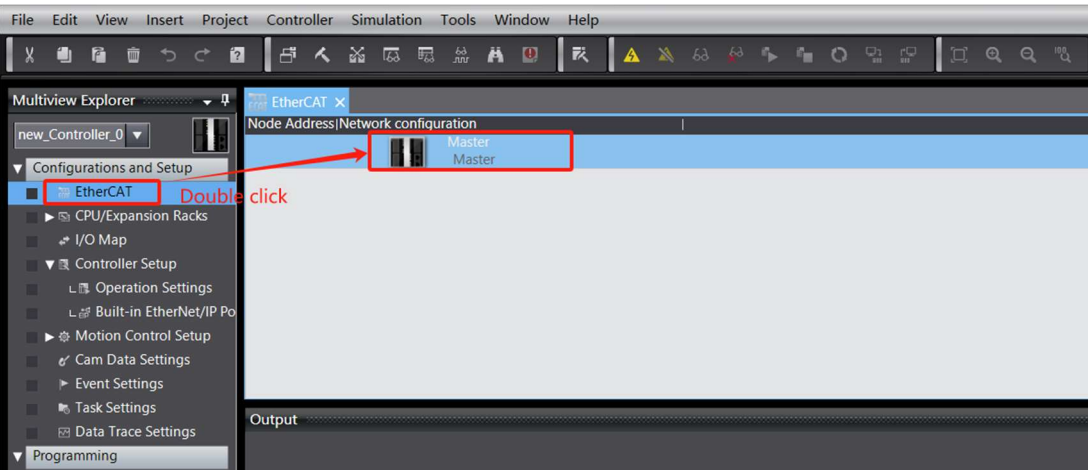 File Edit View Insert Project Controller Simulation Tools Window Help
Multiview Explorer
new_Controller_0
Configurations and Setup
EtherCAT
CPU/Expansion Racks
I/O Map
Controller Setup
Operation Settings
Built-in EtherNet/IP Po
Motion Control Setup
Cam Data Settings
Event Settings
Task Settings
Data Trace Settings
Programming
EtherCAT
Node Address|Network configuration
Master
Master
Double click
Output